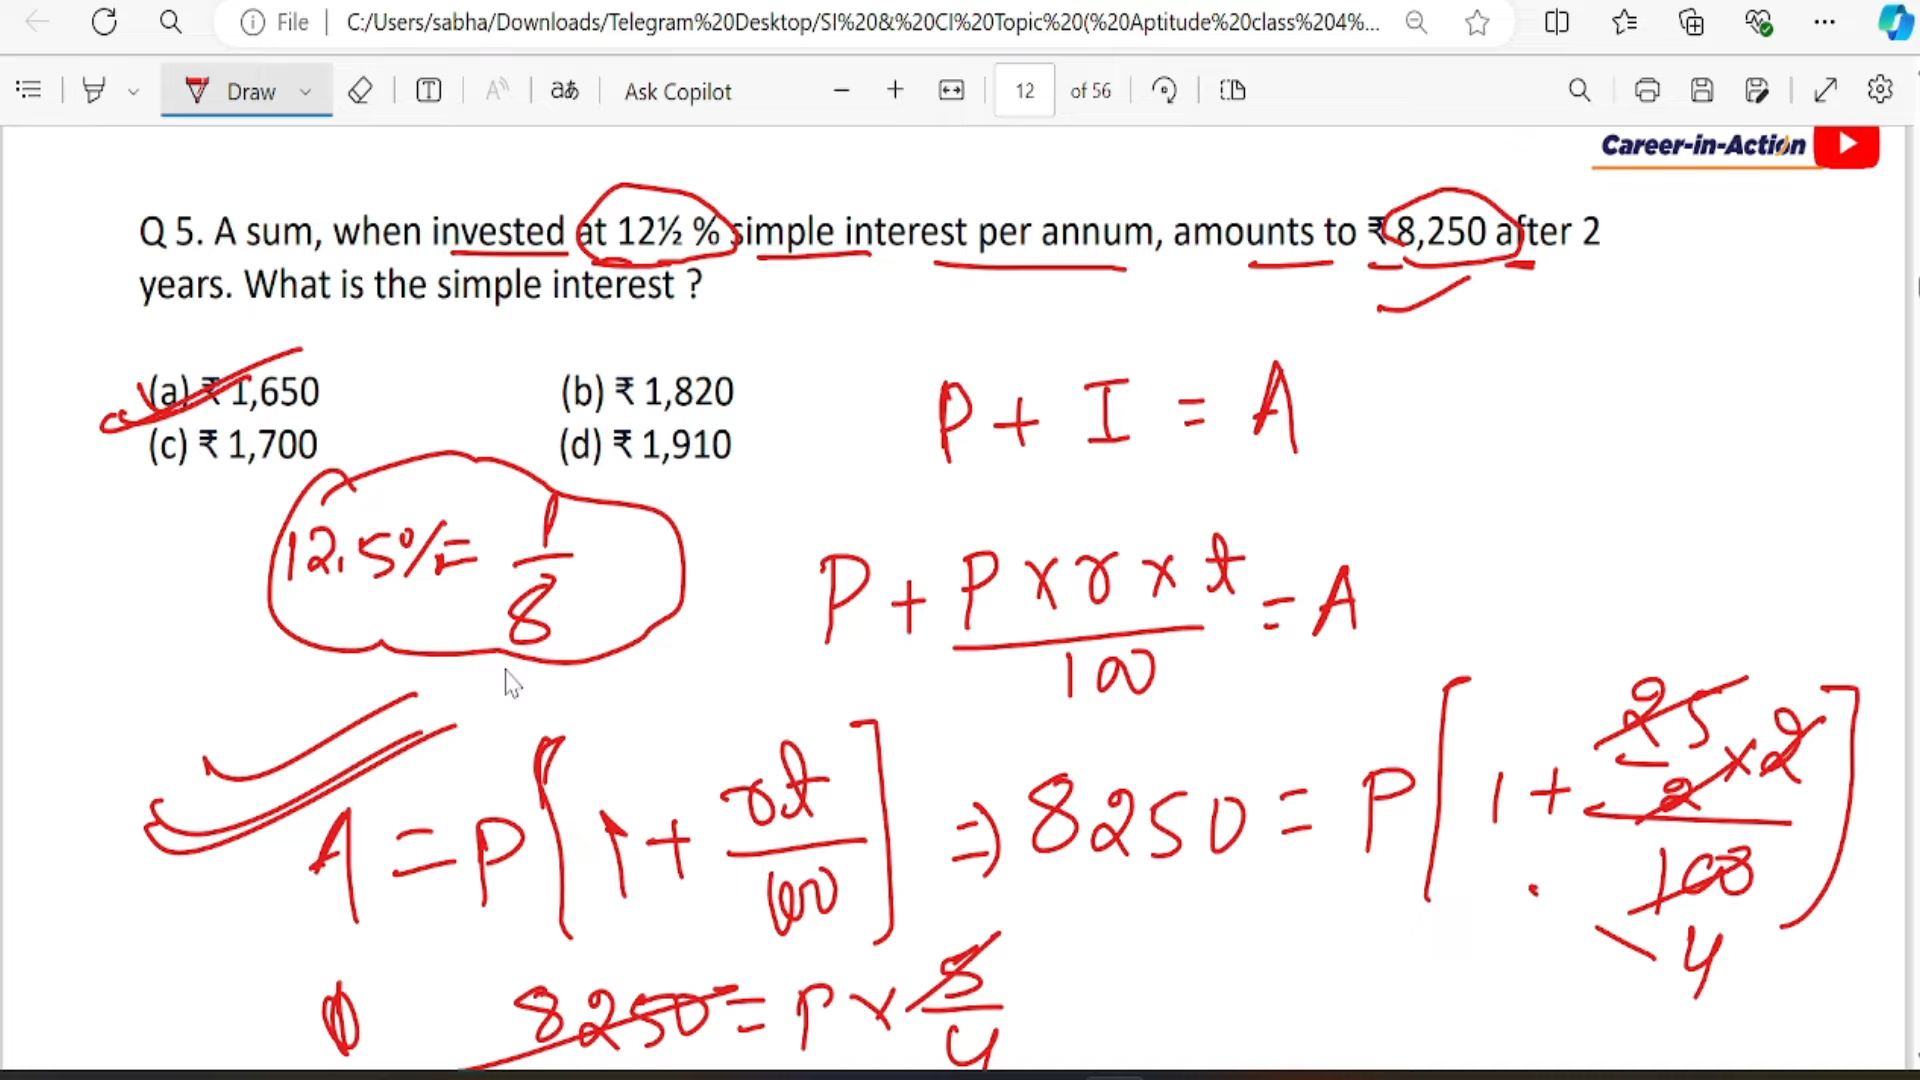 File C:/Users/sabha/Downloads/Telegram%20Desktop/SI%20&%20CI%20Topic%20(%20Aptitude%20class%204%...
Draw T aあ Ask Copilot 12 of 56
Career-in-Action
Q 5. A sum, when invested at 12½ % simple interest per annum, amounts to ₹ 8,250 after 2
years. What is the simple interest ?
(a) ₹ 1,650 (b) ₹ 1,820
(c) ₹ 1,700 (d) ₹ 1,910
P + I = A
12.5% = 1/8
P + P × r × t / 100 = A
A = P [ 1 + rt/100 ] ⇒ 8250 = P [ 1 + 25/2 × 2 / 100 ]
4
8250 = P × 5/4